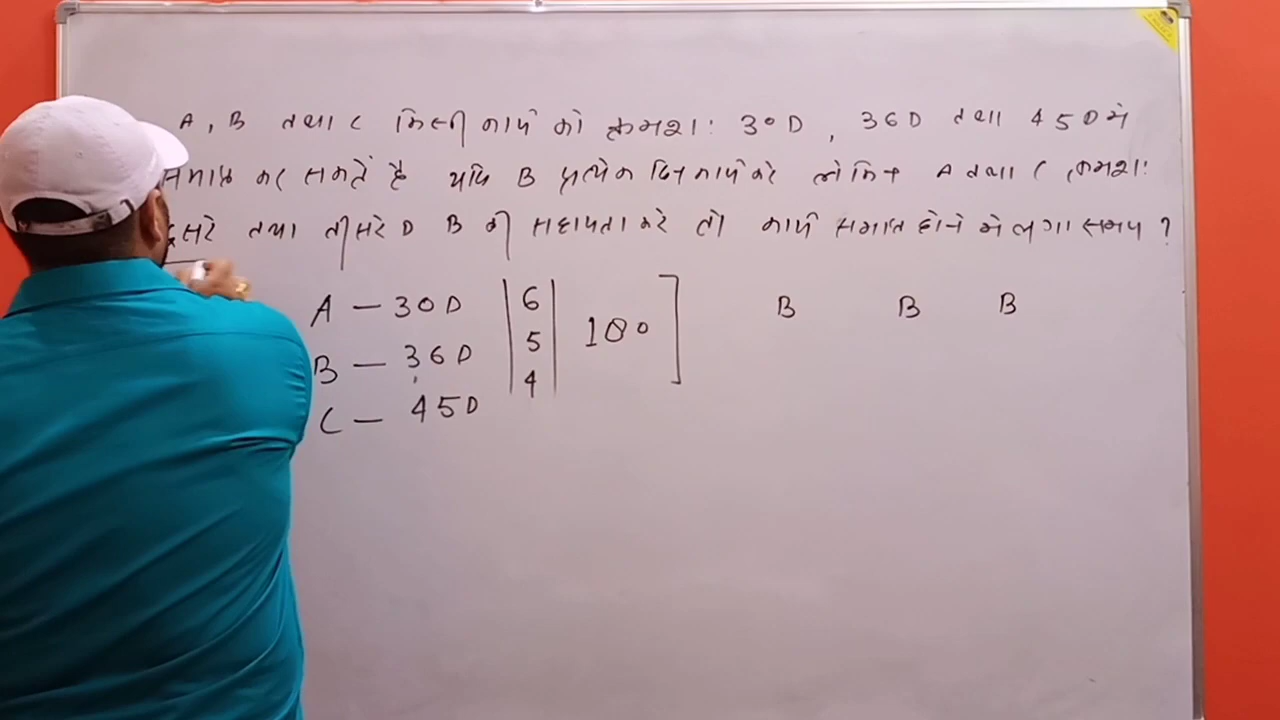 A, B तथा C किसी कार्य को क्रमशः 30D, 36D तथा 45D मे
समाप्त कर सकते है यदि B प्रत्येक दिन कार्य करे लेकिन A तथा C क्रमशः
दूसरे तथा तीसरे D B की सहायता करे तो कार्य समाप्त होने मे लगा समय ?
A — 30D 6
B — 36D 5 180 ] B B B
C — 45D 4